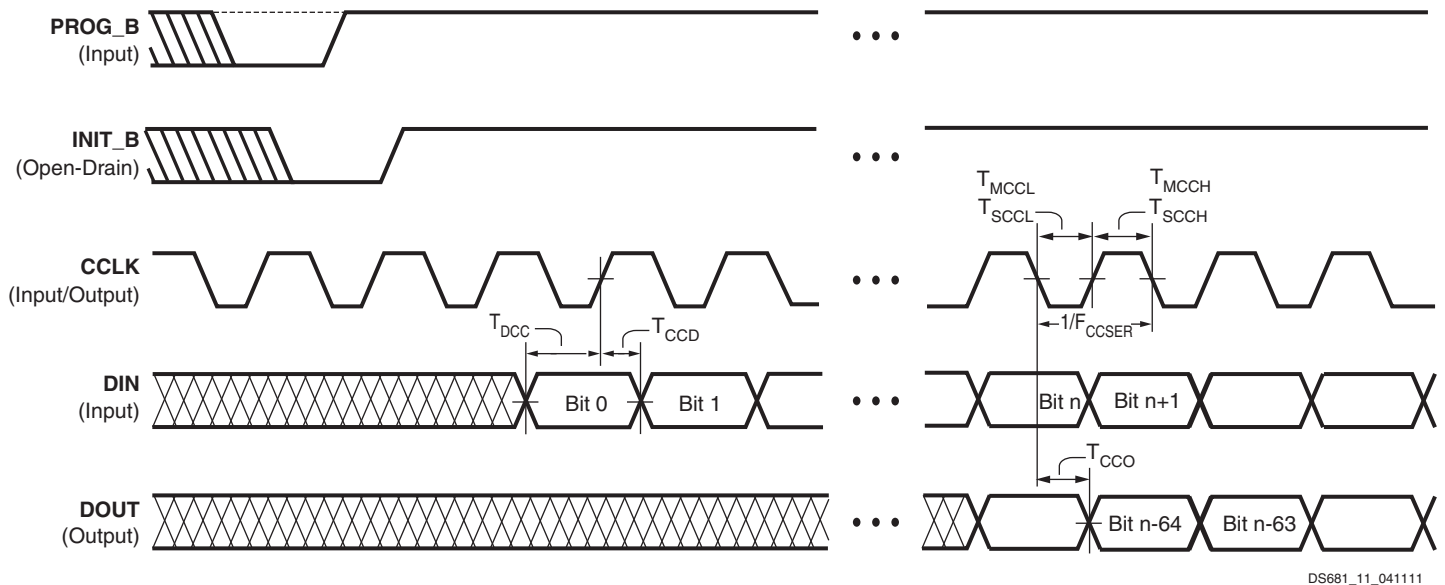 PROG_B
(Input)
INIT_B
(Open-Drain)
T_MCCL
T_SCCL
T_MCCH
T_SCCH
CCLK
(Input/Output)
T_DCC
T_CCD
1/F_CCSER
DIN
(Input)
Bit 0
Bit 1
Bit n
Bit n+1
T_CCO
DOUT
(Output)
Bit n-64
Bit n-63
DS681_11_041111